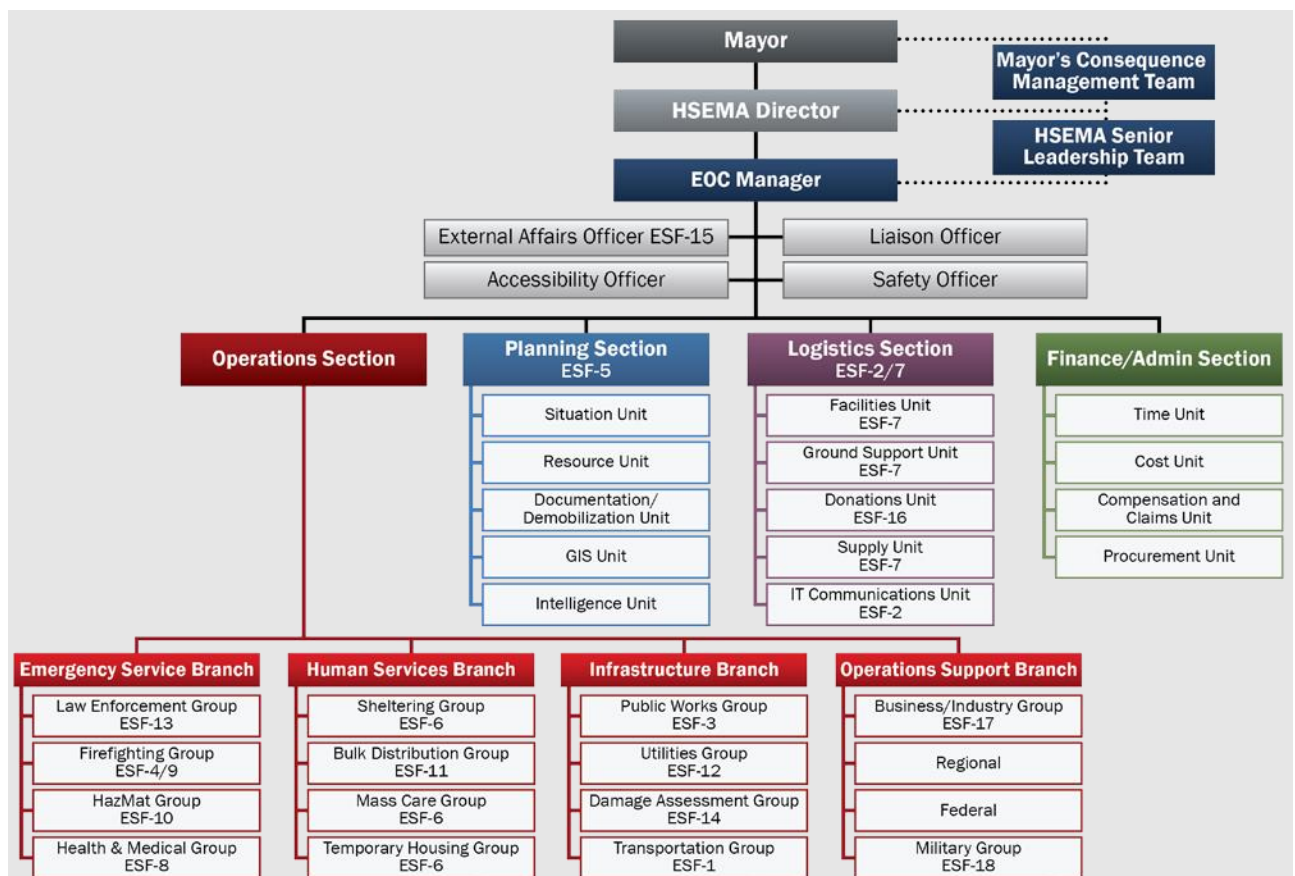 Mayor
Mayor's Consequence
Management Team
HSEMA Director
HSEMA Senior
Leadership Team
EOC Manager
External Affairs Officer ESF-15
Liaison Officer
Accessibility Officer
Safety Officer
Operations Section
Planning Section
ESF-5
Situation Unit
Resource Unit
Documentation/
Demobilization Unit
GIS Unit
Intelligence Unit
Logistics Section
ESF-2/7
Facilities Unit
ESF-7
Ground Support Unit
ESF-7
Donations Unit
ESF-16
Supply Unit
ESF-7
IT Communications Unit
ESF-2
Finance/Admin Section
Time Unit
Cost Unit
Compensation and
Claims Unit
Procurement Unit
Emergency Service Branch
Law Enforcement Group
ESF-13
Firefighting Group
ESF-4/9
HazMat Group
ESF-10
Health & Medical Group
ESF-8
Human Services Branch
Sheltering Group
ESF-6
Bulk Distribution Group
ESF-11
Mass Care Group
ESF-6
Temporary Housing Group
ESF-6
Infrastructure Branch
Public Works Group
ESF-3
Utilities Group
ESF-12
Damage Assessment Group
ESF-14
Transportation Group
ESF-1
Operations Support Branch
Business/Industry Group
ESF-17
Regional
Federal
Military Group
ESF-18